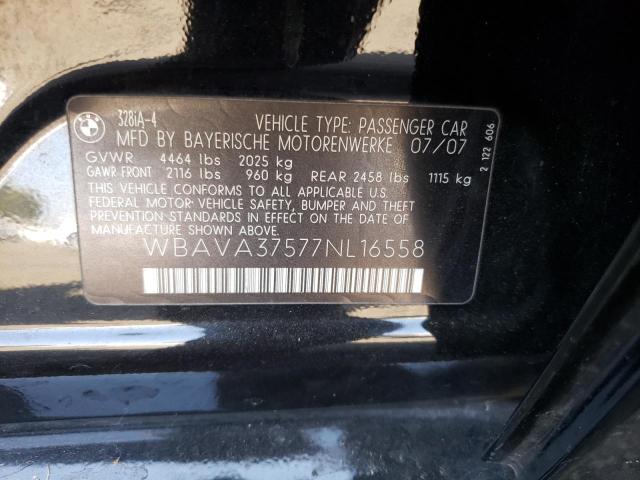 328iA-4 VEHICLE TYPE: PASSENGER CAR
MFD BY BAYERISCHE MOTORENWERKE 07/07
GVWR 4464 lbs 2025 kg
GAWR FRONT 2116 lbs 960 kg REAR 2458 lbs 1115 kg
THIS VEHICLE CONFORMS TO ALL APPLICABLE U.S.
FEDERAL MOTOR VEHICLE SAFETY, BUMPER AND THEFT
PREVENTION STANDARDS IN EFFECT ON THE DATE OF
MANUFACTURE SHOWN ABOVE.
WBAVA37577NL16558
2 122 606